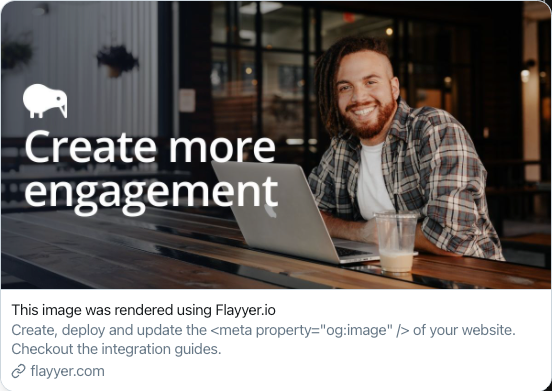 Create more
engagement
This image was rendered using Flayyer.io
Create, deploy and update the <meta property="og:image" /> of your website.
Checkout the integration guides.
flayyer.com